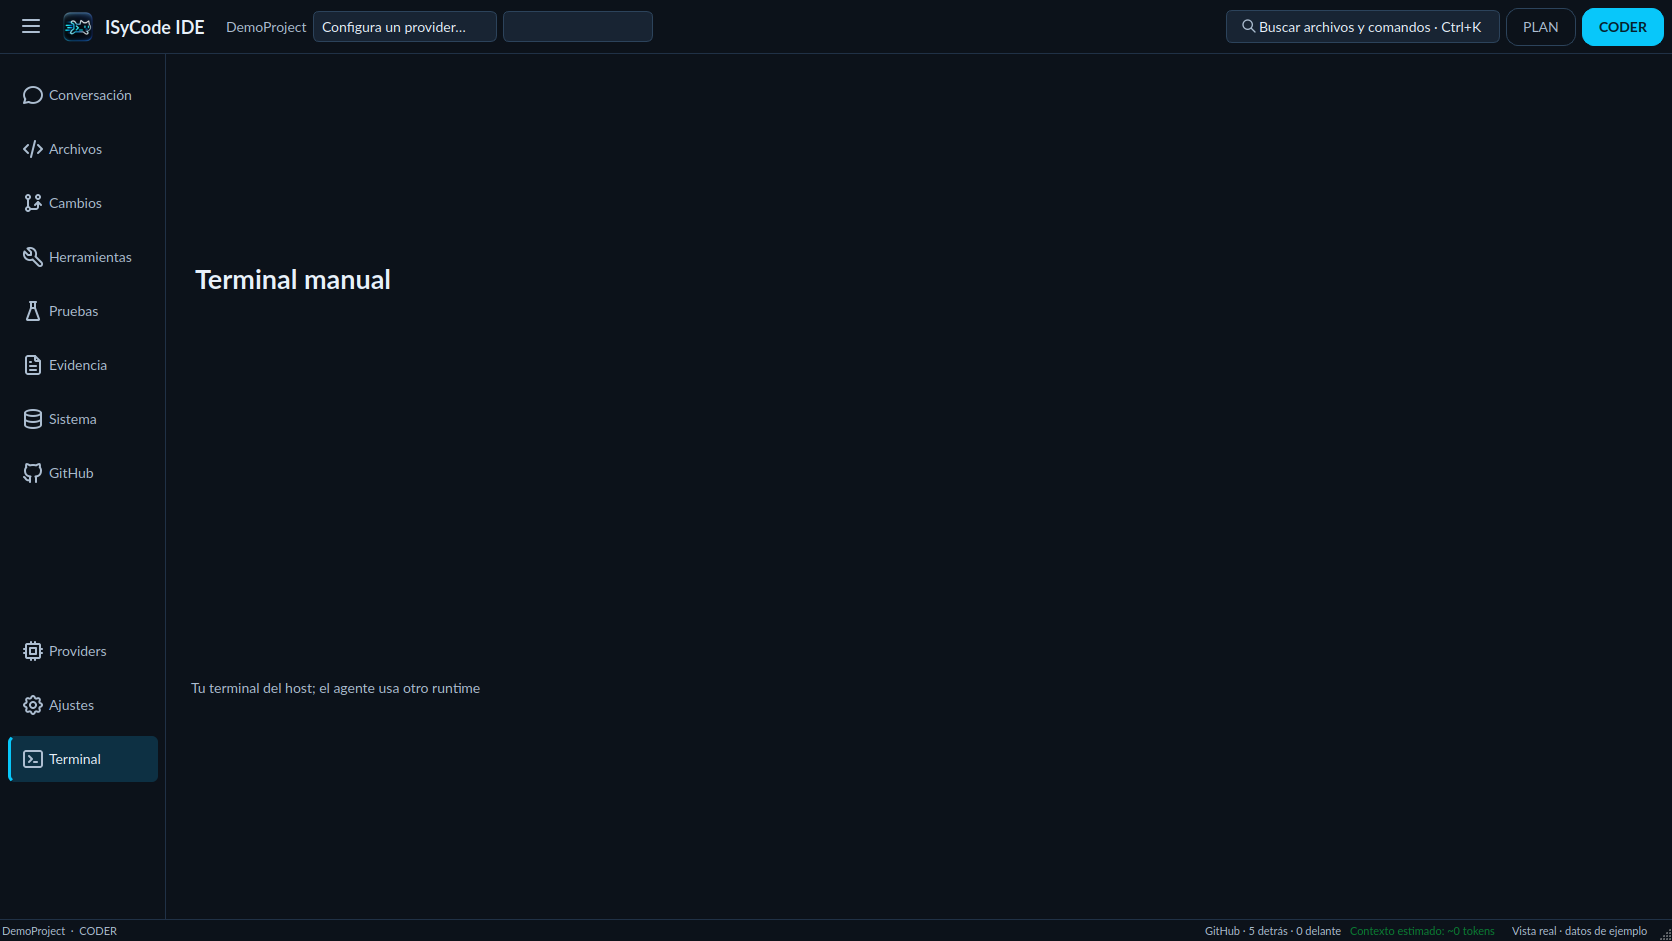 ISyCode IDE DemoProject Configura un provider... Buscar archivos y comandos · Ctrl+K PLAN CODER
Conversación
Archivos
Cambios
Herramientas
Pruebas
Evidencia
Sistema
GitHub
Terminal manual
Tu terminal del host; el agente usa otro runtime
Providers
Ajustes
Terminal
DemoProject · CODER GitHub · 5 detrás · 0 delante Contexto estimado: ~0 tokens Vista real · datos de ejemplo